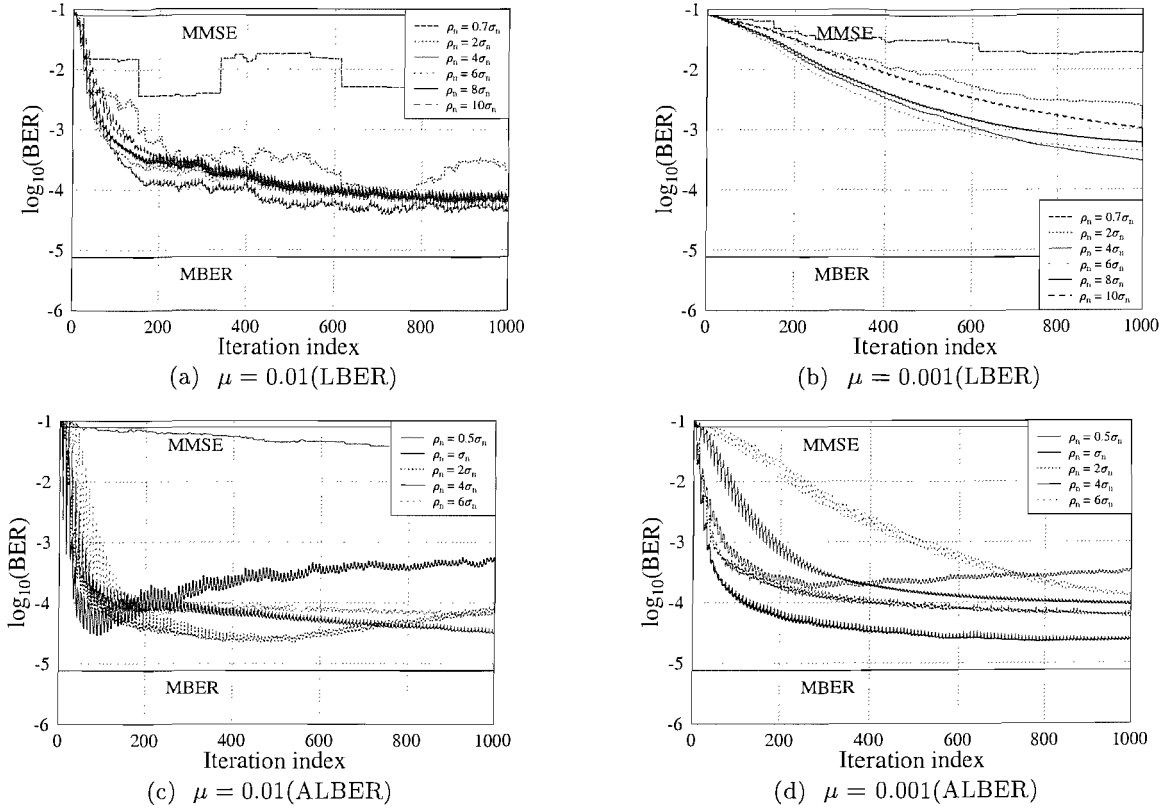 -1
-2
-3
-4
-5
-6
log₁₀(BER)
MMSE
MBER
ρₙ = 0.7σₙ
ρₙ = 2σₙ
ρₙ = 4σₙ
ρₙ = 6σₙ
ρₙ = 8σₙ
ρₙ = 10σₙ
0 200 400 600 800 1000
Iteration index
(a) μ = 0.01(LBER)
-1
-2
-3
-4
-5
-6
log₁₀(BER)
MMSE
MBER
ρₙ = 0.7σₙ
ρₙ = 2σₙ
ρₙ = 4σₙ
ρₙ = 6σₙ
ρₙ = 8σₙ
ρₙ = 10σₙ
0 200 400 600 800 1000
Iteration index
(b) μ = 0.001(LBER)
-1
-2
-3
-4
-5
-6
log₁₀(BER)
MMSE
MBER
ρₙ = 0.5σₙ
ρₙ = σₙ
ρₙ = 2σₙ
ρₙ = 4σₙ
ρₙ = 6σₙ
0 200 400 600 800 1000
Iteration index
(c) μ = 0.01(ALBER)
-1
-2
-3
-4
-5
-6
log₁₀(BER)
MMSE
MBER
ρₙ = 0.5σₙ
ρₙ = σₙ
ρₙ = 2σₙ
ρₙ = 4σₙ
ρₙ = 6σₙ
0 200 400 600 800 1000
Iteration index
(d) μ = 0.001(ALBER)